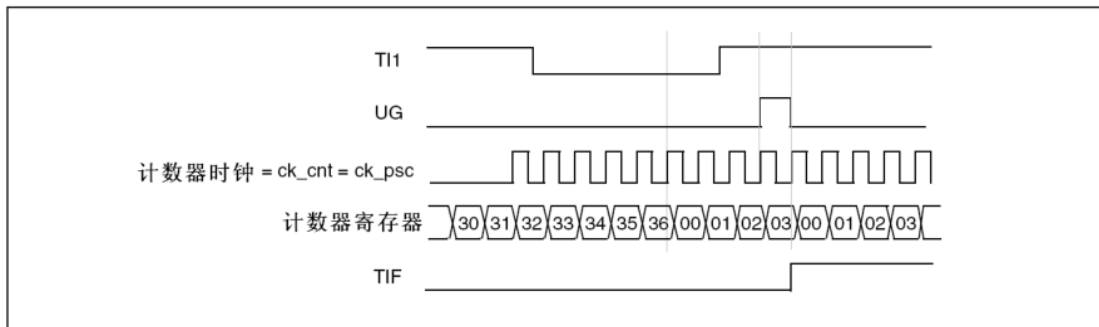 TI1
UG
计数器时钟 = ck_cnt = ck_psc
计数器寄存器 30 31 32 33 34 35 36 00 01 02 03 00 01 02 03
TIF